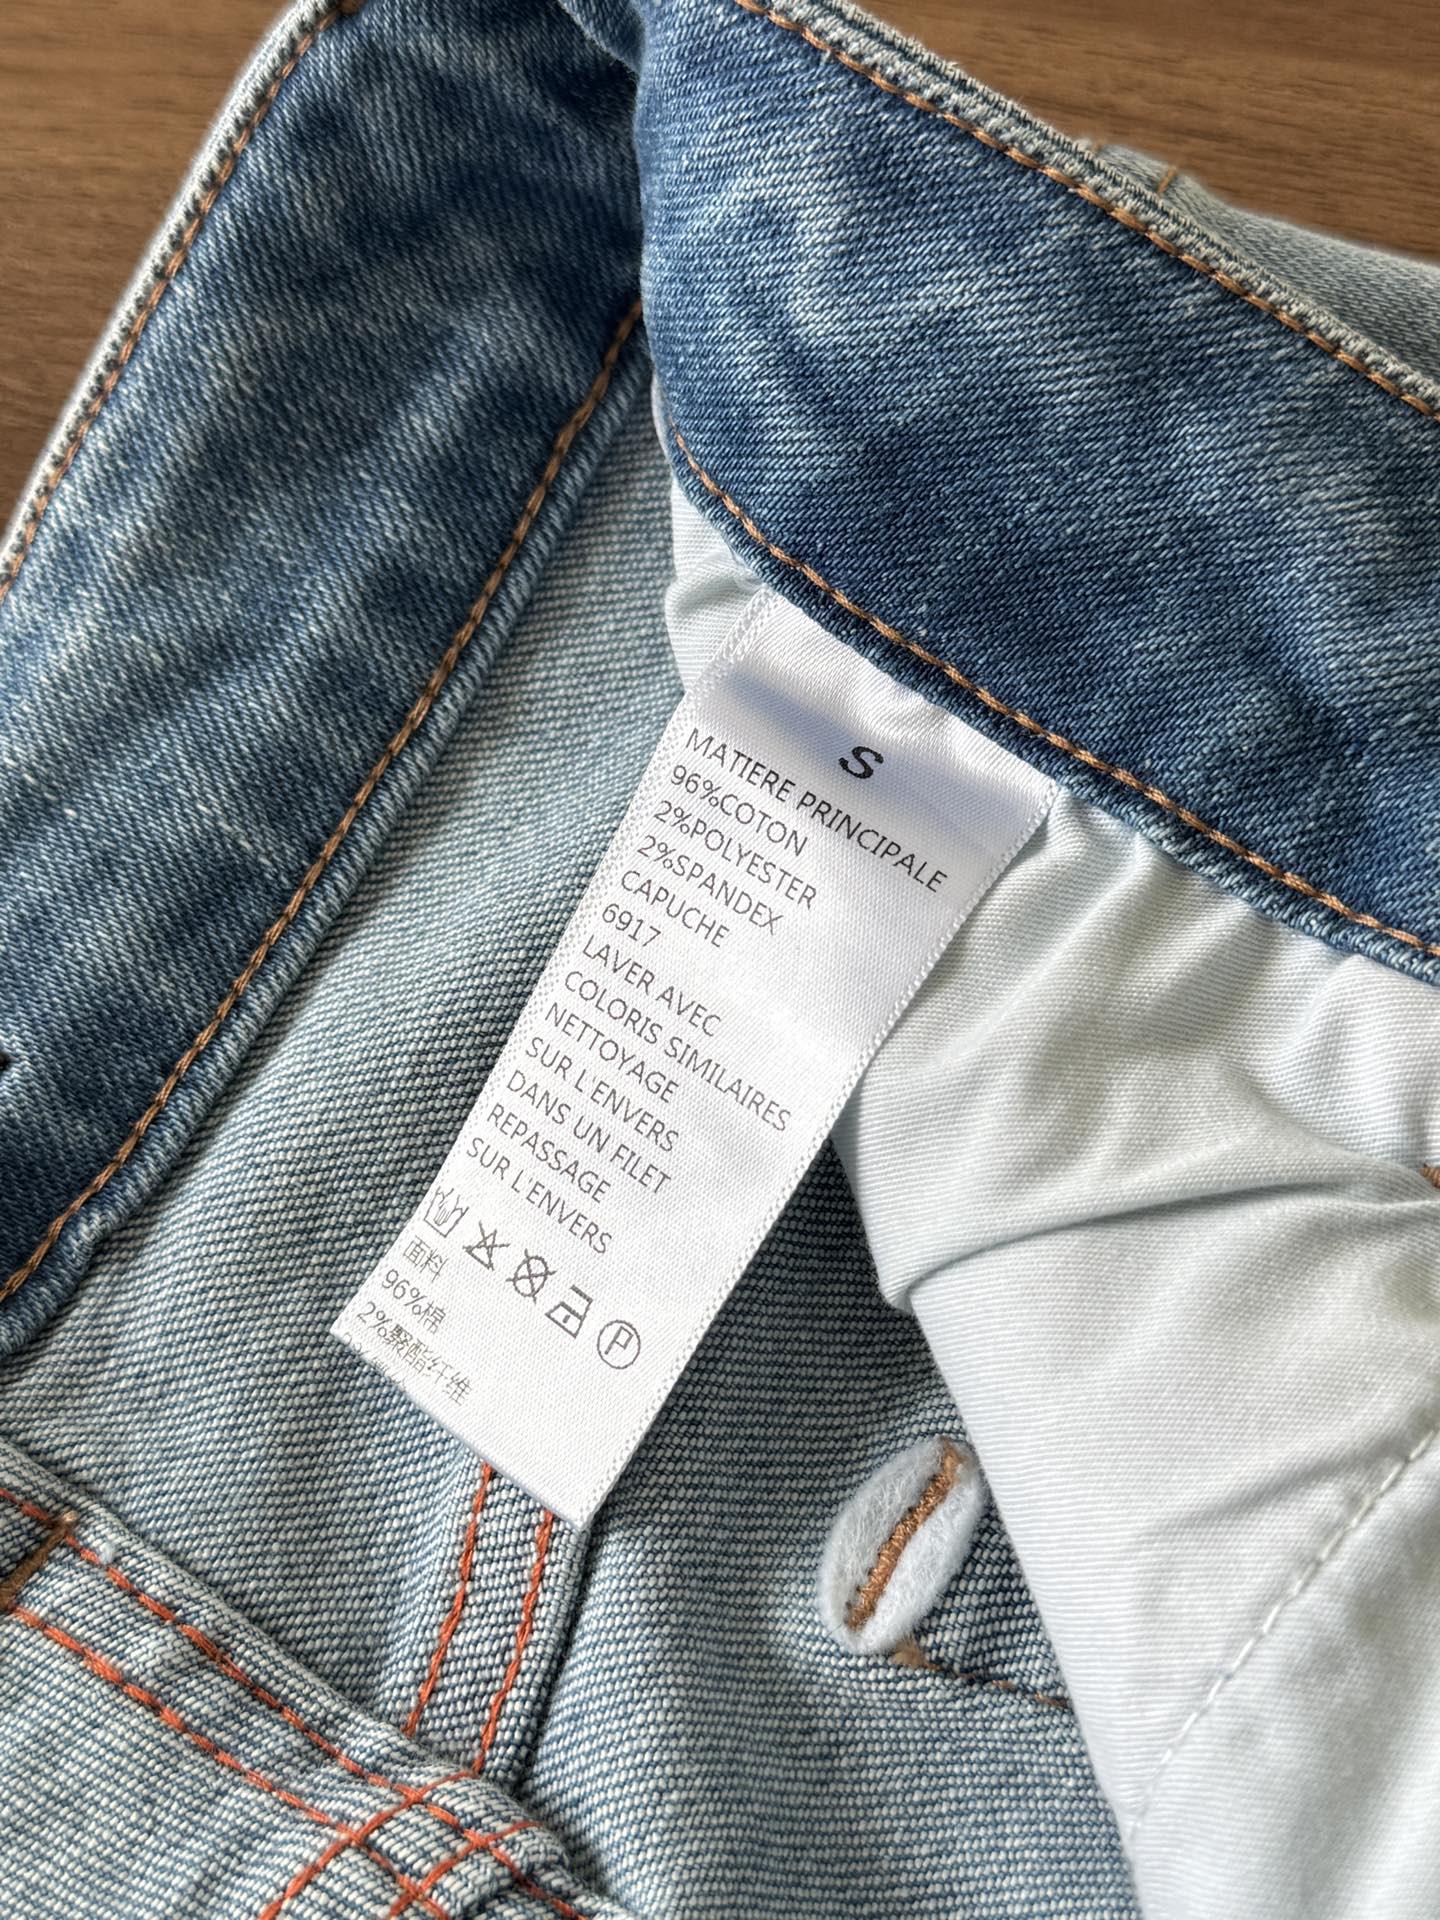 S
MATIERE PRINCIPALE
96%COTON
2%POLYESTER
2%SPANDEX
CAPUCHE
6917
LAVER AVEC
COLORIS SIMILAIRES
NETTOYAGE
SUR L'ENVERS
DANS UN FILET
REPASSAGE
SUR L'ENVERS
P
面料
96%棉
2%聚酯纤维